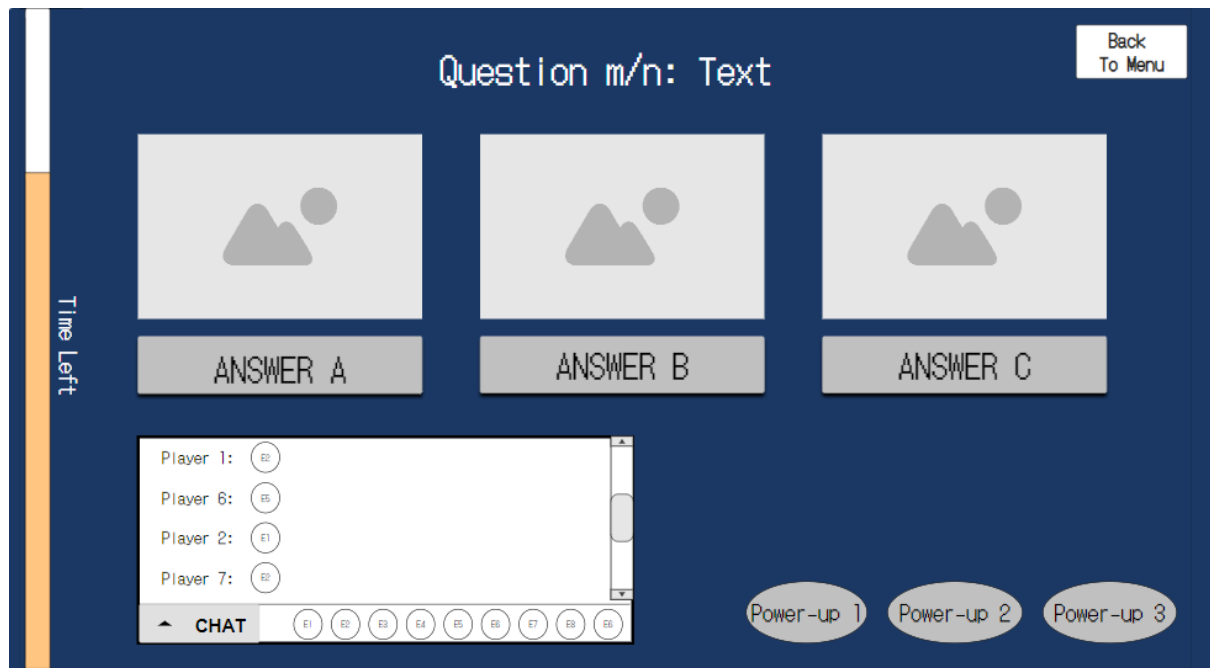 Question m/n: Text
Back
To Menu
Time Left
ANSWER A
ANSWER B
ANSWER C
Player 1: E2
Player 6: E5
Player 2: E1
Player 7: E2
CHAT
E1 E2 E3 E4 E5 E6 E7 E8 E6
Power-up 1
Power-up 2
Power-up 3